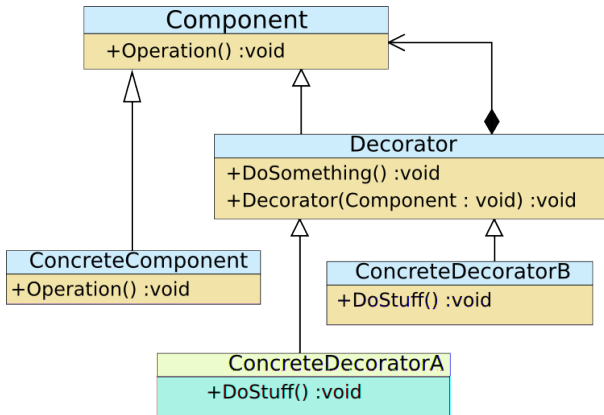 Component
+Operation() :void
Decorator
+DoSomething() :void
+Decorator(Component : void) :void
ConcreteComponent
+Operation() :void
ConcreteDecoratorB
+DoStuff() :void
ConcreteDecoratorA
+DoStuff() :void